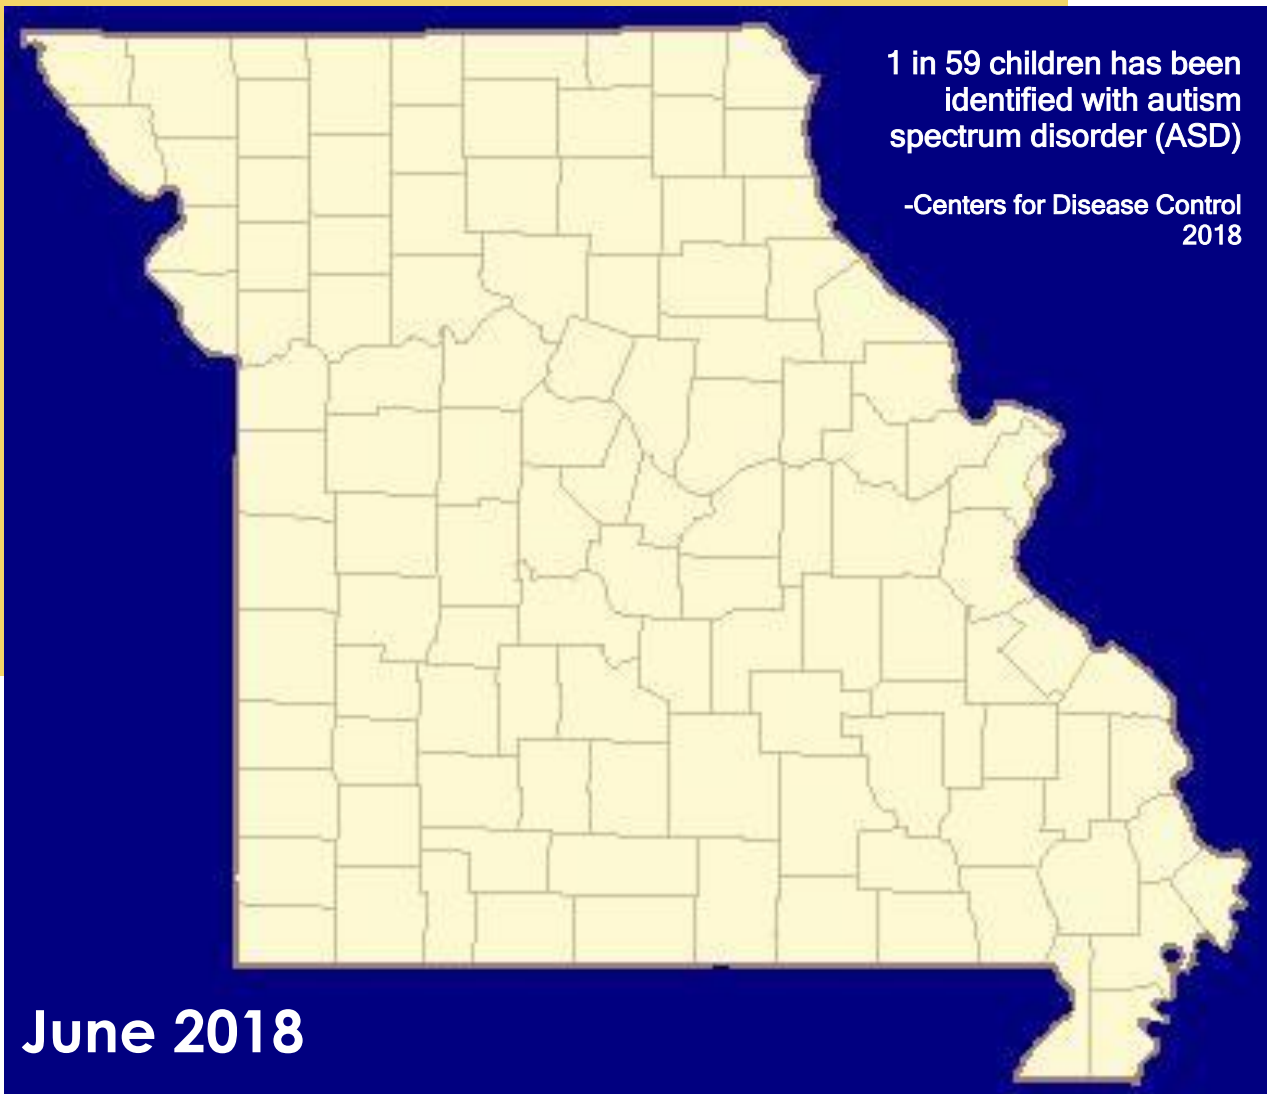 1 in 59 children has been
identified with autism
spectrum disorder (ASD)
-Centers for Disease Control
2018
June 2018